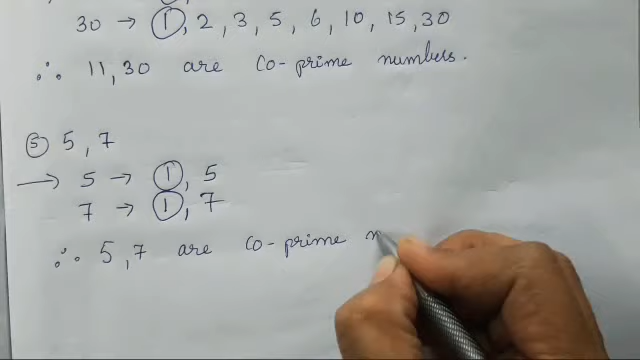 30 → 1, 2, 3, 5, 6, 10, 15, 30
∴ 11, 30 are Co-prime numbers.
⑤ 5, 7
→ 5 → 1, 5
7 → 1, 7
∴ 5, 7 are Co-prime n